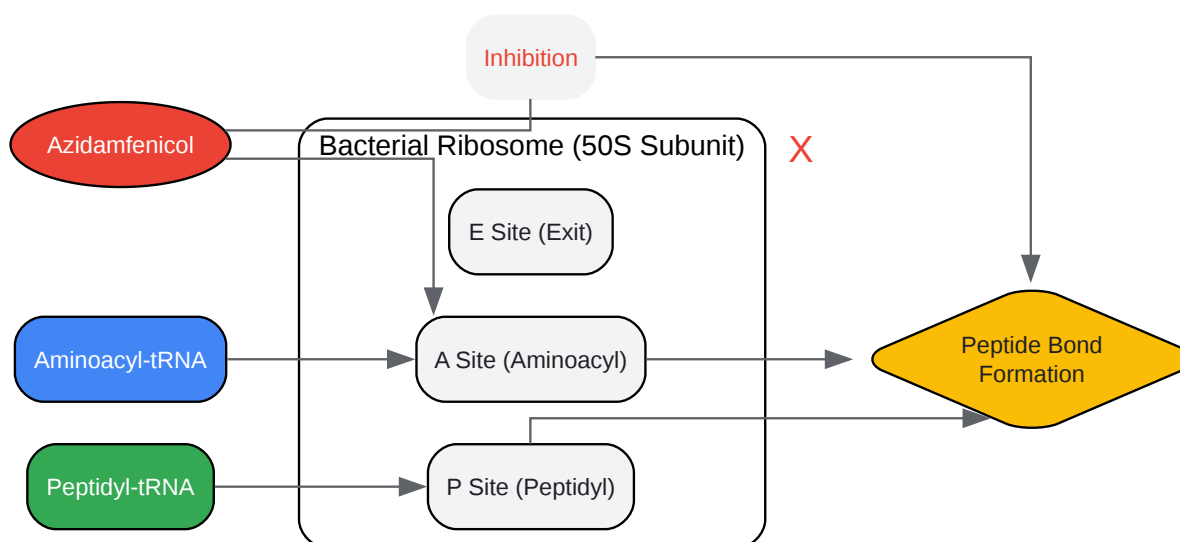 Inhibition
Azidamfenicol
Bacterial Ribosome (50S Subunit)
X
E Site (Exit)
Aminoacyl-tRNA
A Site (Aminoacyl)
Peptide Bond
Formation
Peptidyl-tRNA
P Site (Peptidyl)